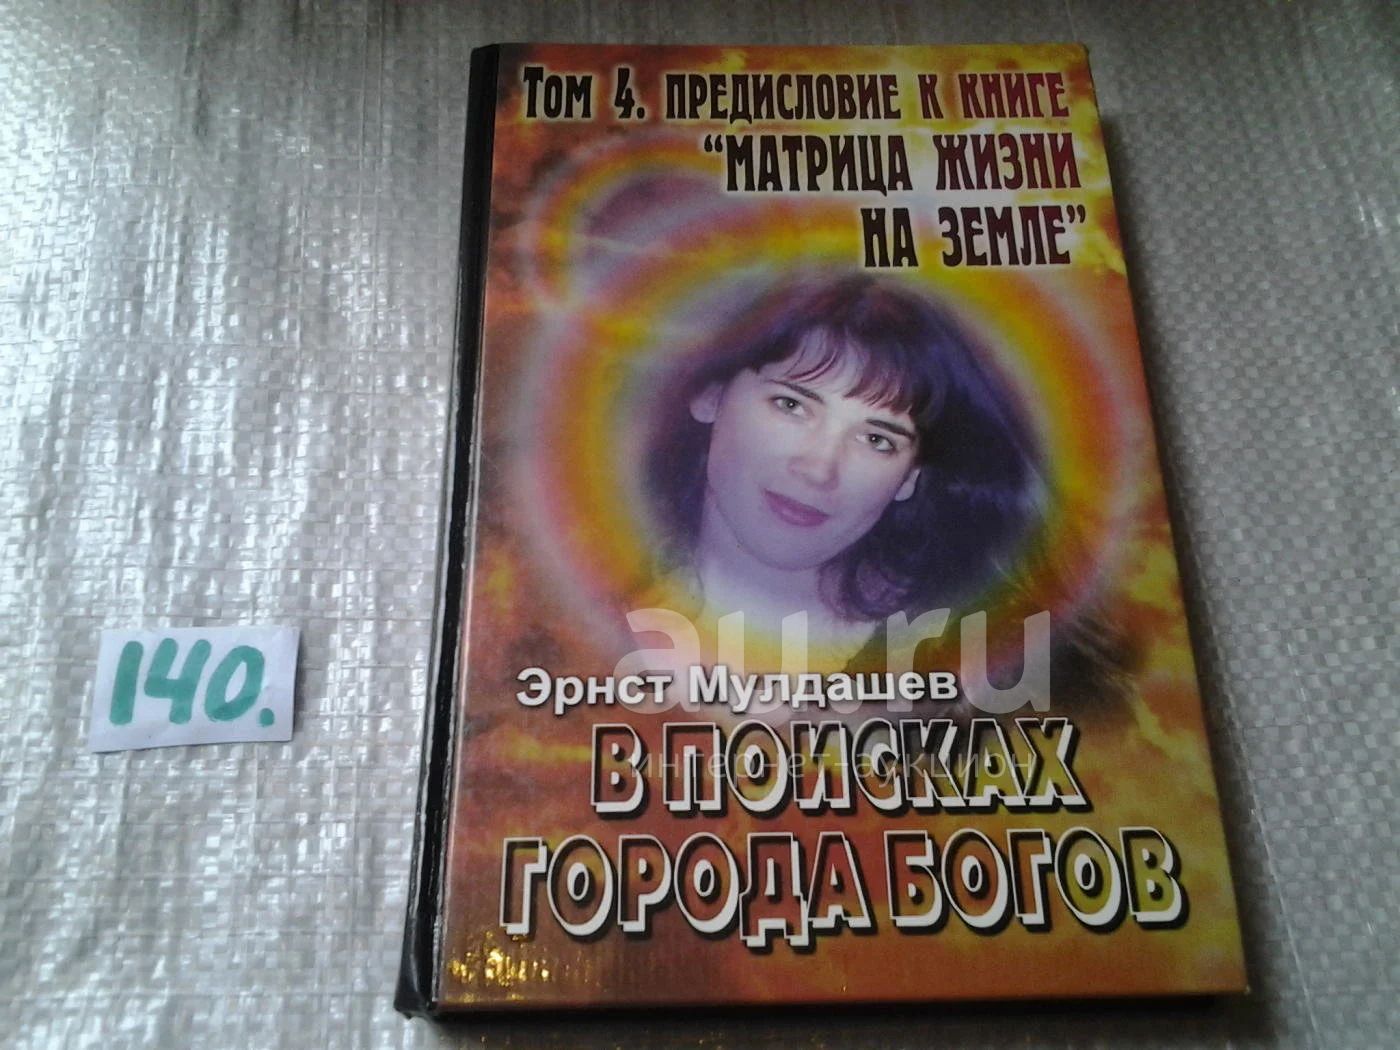 Том 4. ПРЕДИСЛОВИЕ К КНИГЕ
“МАТРИЦА ЖИЗНИ
НА ЗЕМЛЕ”
140.
au.ru
интернет-аукцион
Эрнст Мулдашев
В ПОИСКАХ
ГОРОДА БОГОВ